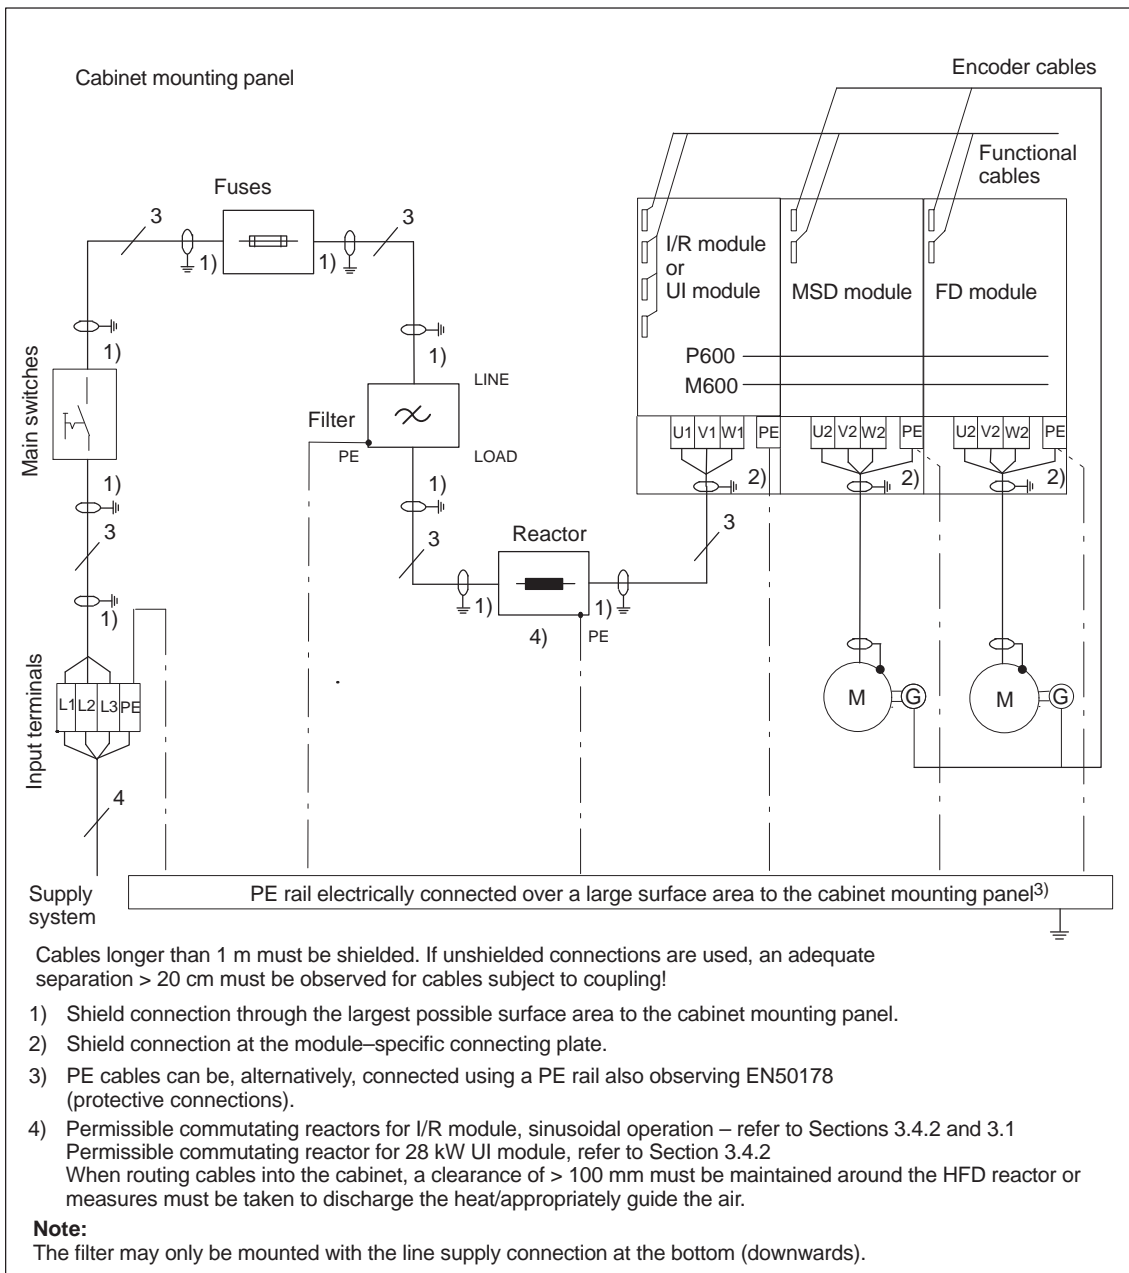 Cabinet mounting panel
Encoder cables
Functional
cables
Fuses
3
3
1)
1)
I/R module
or
UI module
MSD module
FD module
1)
1)
Main switches
P600
M600
LINE
Filter
PE
LOAD
U1 V1 W1 PE
U2 V2 W2 PE
U2 V2 W2 PE
2)
2)
2)
1)
1)
3
3
3
Reactor
1)
1)
1)
4)
PE
Input terminals
L1 L2 L3 PE
M
G
M
G
4
Supply
system
PE rail electrically connected over a large surface area to the cabinet mounting panel3)
Cables longer than 1 m must be shielded. If unshielded connections are used, an adequate
separation > 20 cm must be observed for cables subject to coupling!
1) Shield connection through the largest possible surface area to the cabinet mounting panel.
2) Shield connection at the module–specific connecting plate.
3) PE cables can be, alternatively, connected using a PE rail also observing EN50178
(protective connections).
4) Permissible commutating reactors for I/R module, sinusoidal operation – refer to Sections 3.4.2 and 3.1
Permissible commutating reactor for 28 kW UI module, refer to Section 3.4.2
When routing cables into the cabinet, a clearance of > 100 mm must be maintained around the HFD reactor or
measures must be taken to discharge the heat/appropriately guide the air.
Note:
The filter may only be mounted with the line supply connection at the bottom (downwards).